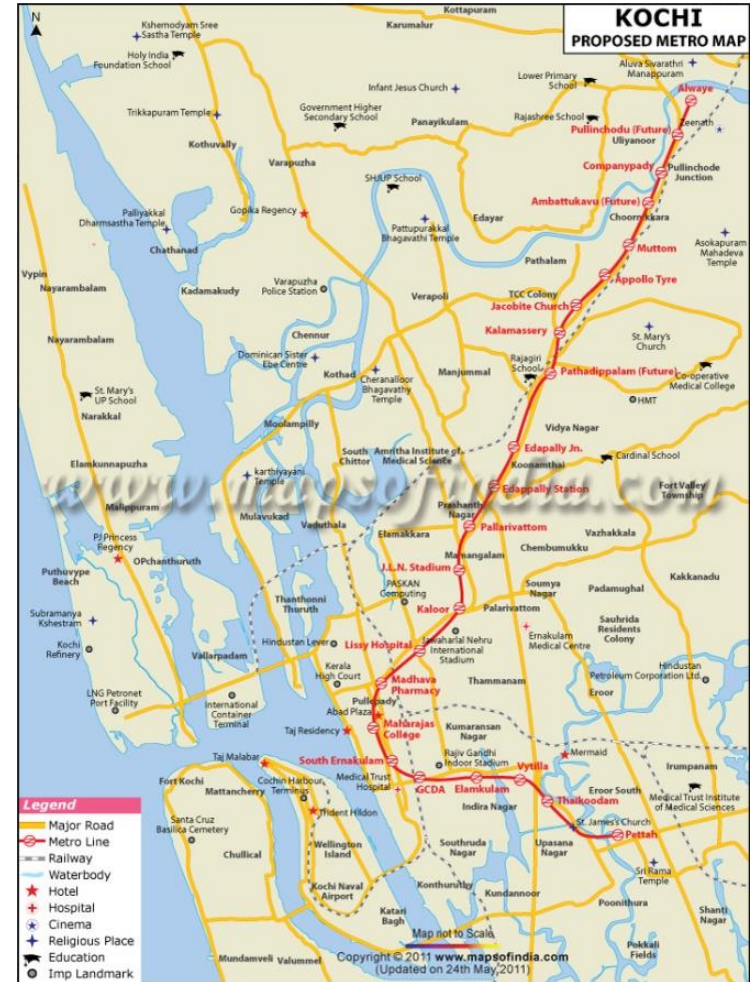 N
KOCHI
PROPOSED METRO MAP
Kottapuram
Kshemodyam Sree
Sastha Temple
Karumalur
Holy India
Foundation School
Aluva Sivarathri
Manappuram
Lower Primary
School
Infant Jesus Church
Alwaye
Trikkapuram Temple
Government Higher
Secondary School
Rajashree School
Panayikulam
Zeenath
Pullinchodu (Future)
Uliyanoor
Kothuvally
Varapuzha
Companypady
Pullinchode
Junction
SHJUP School
Ambattukavu (Future)
Choornikkara
Gopika Regency
Palliyakkal
Dharmsastha Temple
Pattupurakkal
Bhagavathi Temple
Edayar
Muttom
Asokapuram
Mahadeva
Temple
Chathanad
Pathalam
Vypin
Nayarambalam
Kadamakudy
Varapuzha
Police Station
Appollo Tyre
Verapoli
TCC Colony
Jacobite Church
Kalamassery
St. Mary's
Church
Chennur
Nayarambalam
Dominican Sister
Ebe Centre
Kothad
Cheranalloor
Bhagavathy
Temple
Manjummal
Rajagiri
School
Pathadippalam (Future)
Co-operative
Medical College
HMT
St. Mary's
UP School
Narakkal
Moolampilly
Vidya Nagar
Elamkunnapuzha
South
Chittor
Amritha Institute of
Medical Science
Edapally Jn.
Koonamthai
Cardinal School
www.mapsofindia.com
karthiyayani
Temple
Edappally Station
Fort Valley
Township
Malippuram
Mulavukad
Vaduthala
Prashanth
Nagar
Pallarivattom
Vazhakkala
PJ Princess
Regency
OPchanthuruth
Elamakkara
Mamangalam
Chembumukku
Puthuvype
Beach
J.L.N. Stadium
PASKAN
Computing
Soumya
Nagar
Padamughal
Kakkanadu
Thanthonni
Thuruth
Kaloor
Palarivattom
Subramanya
Kshestram
Sauhrida
Residents
Colony
Kochi
Refinery
Hindustan Lever
Lissy Hospital
Jawaharlal Nehru
International
Stadium
Ernakulam
Medical Centre
Vallarpadam
Kerala
High Court
Madhava
Pharmacy
Thammanam
Hindustan
Petroleum Corporation Ltd.
Eroor
LNG Petronet
Port Facility
International
Container
Terminal
Pullepady
Abad Plaza
Maharajas
College
Taj Residency
Kumaransan
Nagar
Taj Malabar
South Ernakulam
Rajiv Gandhi
Indoor Stadium
Mermaid
Irumpanam
Fort Kochi
Mattancherry
Cochin Harbour
Terminus
Medical Trust
Hospital
GCDA
Elamkulam
Vytilla
Eroor South
Medical Trust Institute
of Medical Sciences
Legend
Trident Hildon
Indira Nagar
Thaikoodam
Major Road
Santa Cruz
Basilica Cemetery
St. James's Church
Pettah
Metro Line
Chullical
Wellington
Island
Southruda
Nagar
Upasana
Nagar
Railway
Waterbody
Sri Rama
Temple
Hotel
Kochi Naval
Airport
Konthuruthy
Kundannoor
Hospital
Poonithura
Cinema
Katari
Bagh
Shanti
Nagar
Religious Place
Map not to Scale
Education
Pokkali
Fields
Copyright © 2011 www.mapsofindia.com
Imp Landmark
Mundamveli
Valummel
(Updated on 24th May,2011)